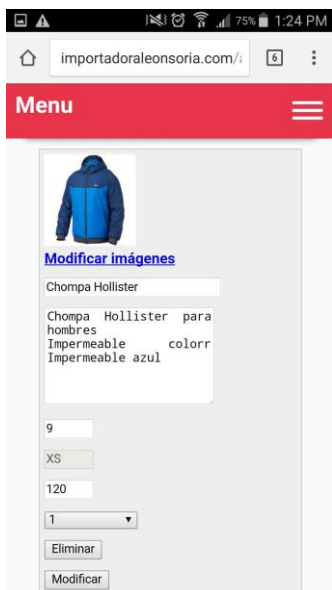 75% 1:24 PM
importadoraleonsoria.com/a
6
Menu
Modificar imágenes
Chompa Hollister
Chompa Hollister para
hombres
Impermeable colorr
Impermeable azul
9
XS
120
1
Eliminar
Modificar